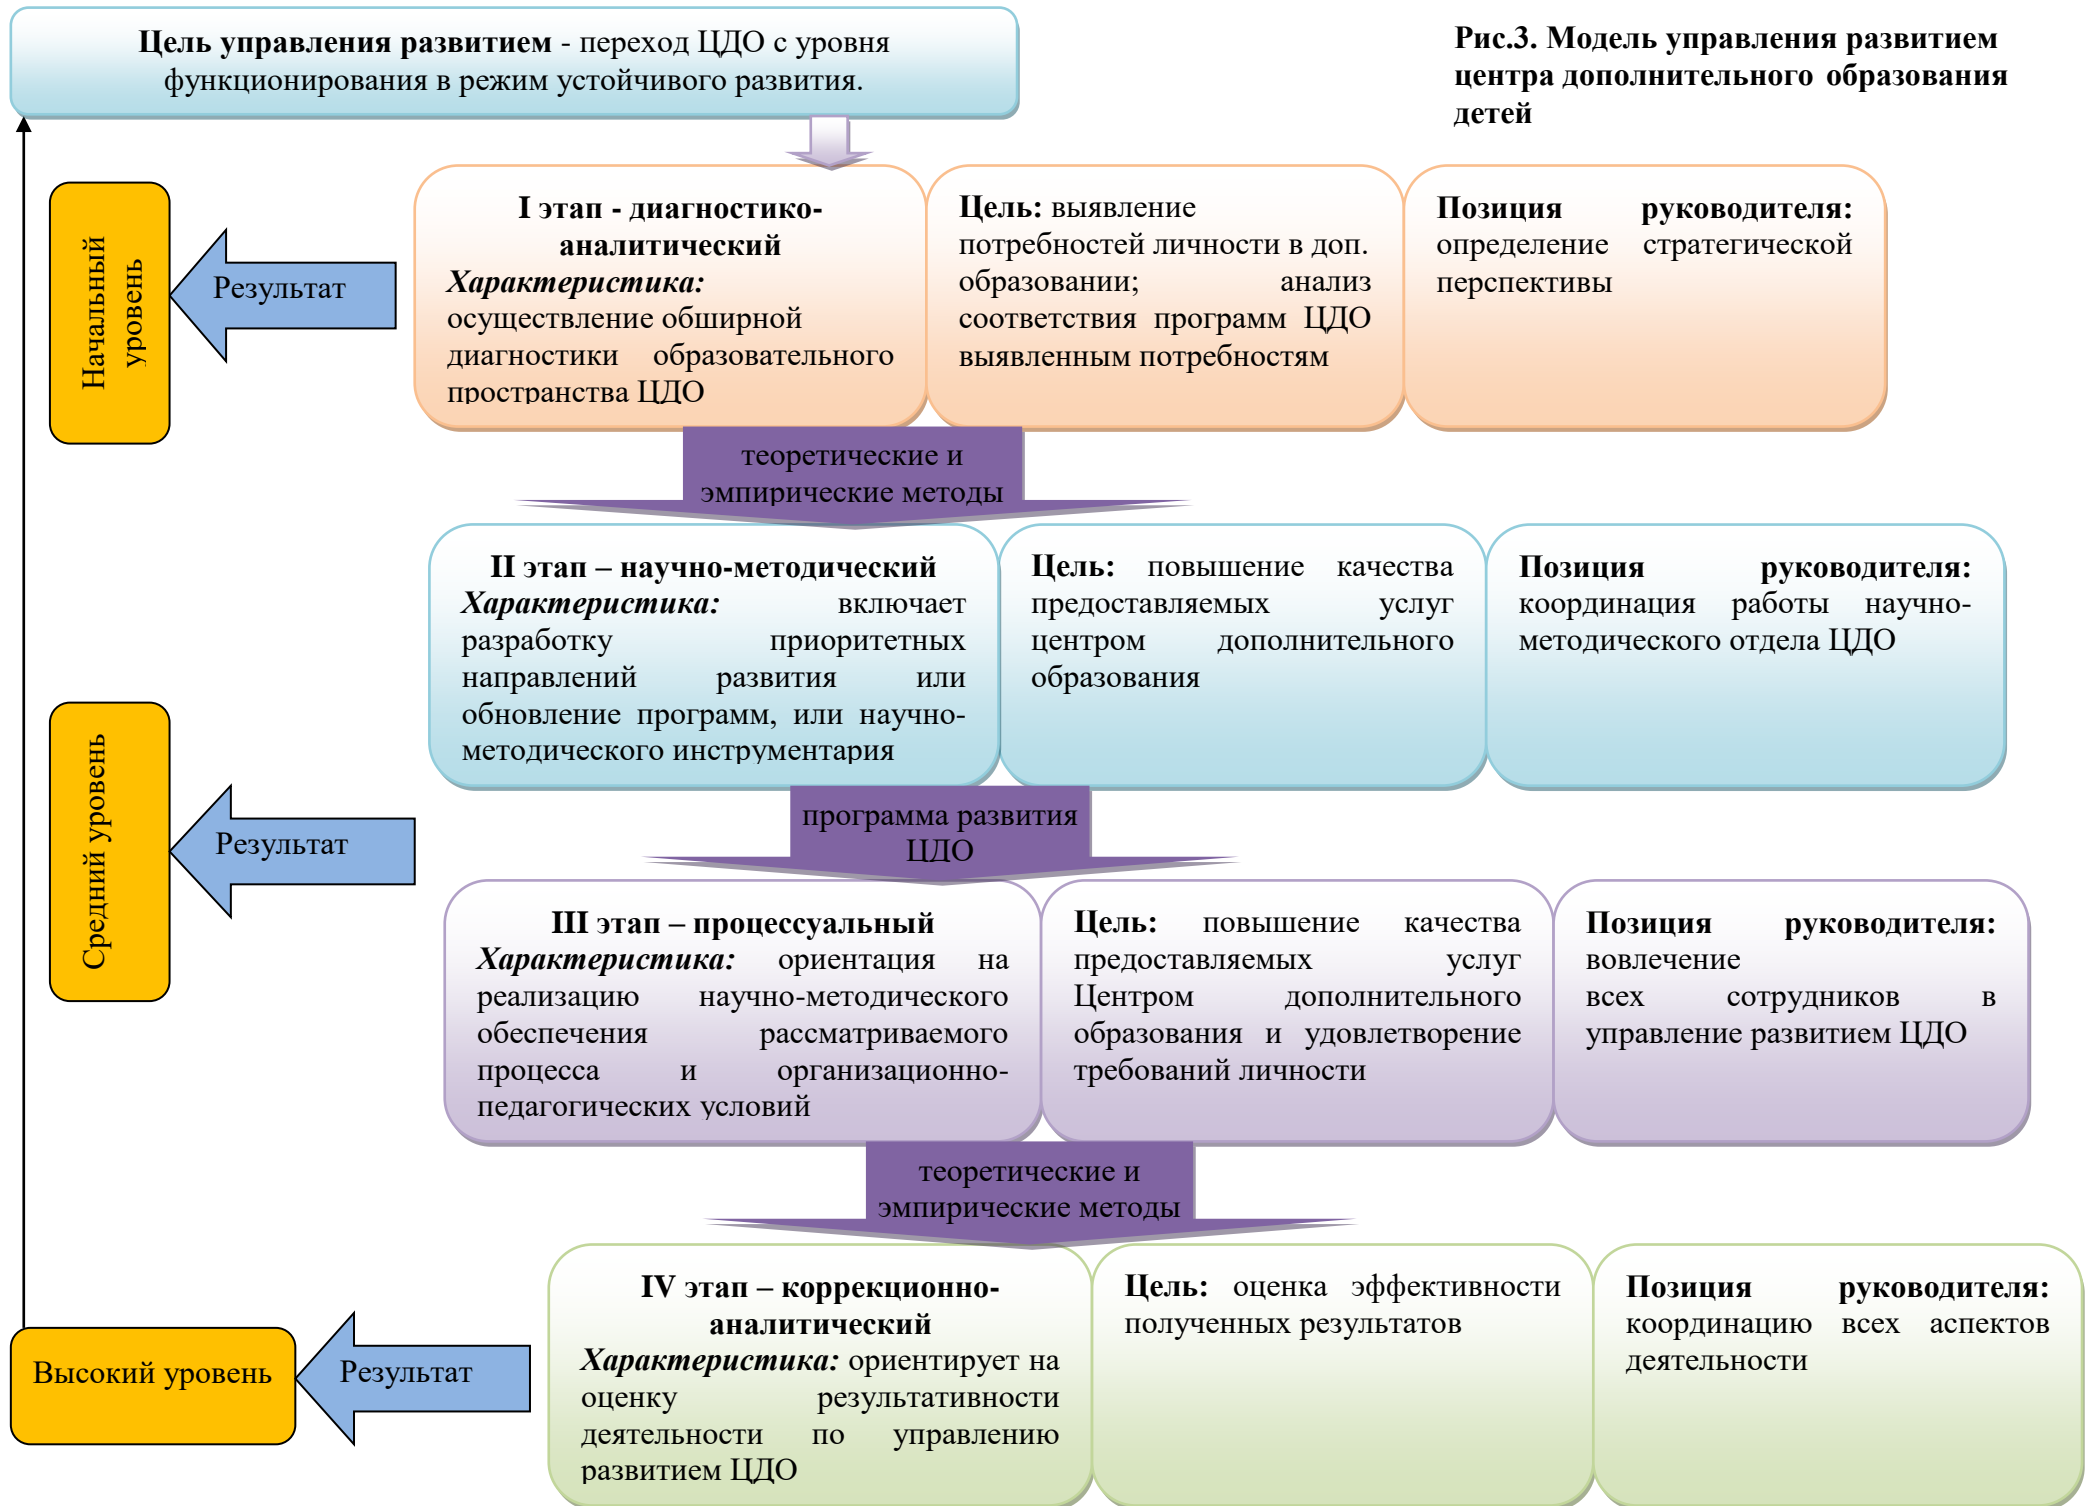 Цель управления развитием - переход ЦДО с уровня
функционирования в режим устойчивого развития.
Рис.3. Модель управления развитием
центра дополнительного образования
детей
Начальный
уровень
Результат
I этап - диагностико-
аналитический
Характеристика:
осуществление обширной
диагностики образовательного
пространства ЦДО
Цель: выявление
потребностей личности в доп.
образовании; анализ
соответствия программ ЦДО
выявленным потребностям
Позиция руководителя:
определение стратегической
перспективы
теоретические и
эмпирические методы
II этап – научно-методический
Характеристика: включает
разработку приоритетных
направлений развития или
обновление программ, или научно-
методического инструментария
Цель: повышение качества
предоставляемых услуг
центром дополнительного
образования
Позиция руководителя:
координация работы научно-
методического отдела ЦДО
Средний уровень
Результат
программа развития
ЦДО
III этап – процессуальный
Характеристика: ориентация на
реализацию научно-методического
обеспечения рассматриваемого
процесса и организационно-
педагогических условий
Цель: повышение качества
предоставляемых услуг
Центром дополнительного
образования и удовлетворение
требований личности
Позиция руководителя:
вовлечение
всех сотрудников в
управление развитием ЦДО
теоретические и
эмпирические методы
Высокий уровень
Результат
IV этап – коррекционно-
аналитический
Характеристика: ориентирует на
оценку результативности
деятельности по управлению
развитием ЦДО
Цель: оценка эффективности
полученных результатов
Позиция руководителя:
координацию всех аспектов
деятельности